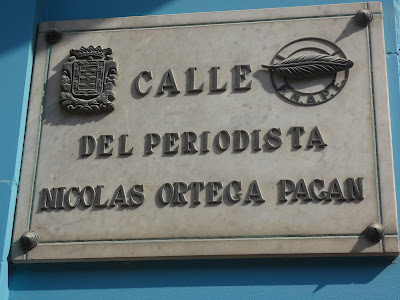 CALLE
DEL PERIODISTA
NICOLAS ORTEGA PAGAN